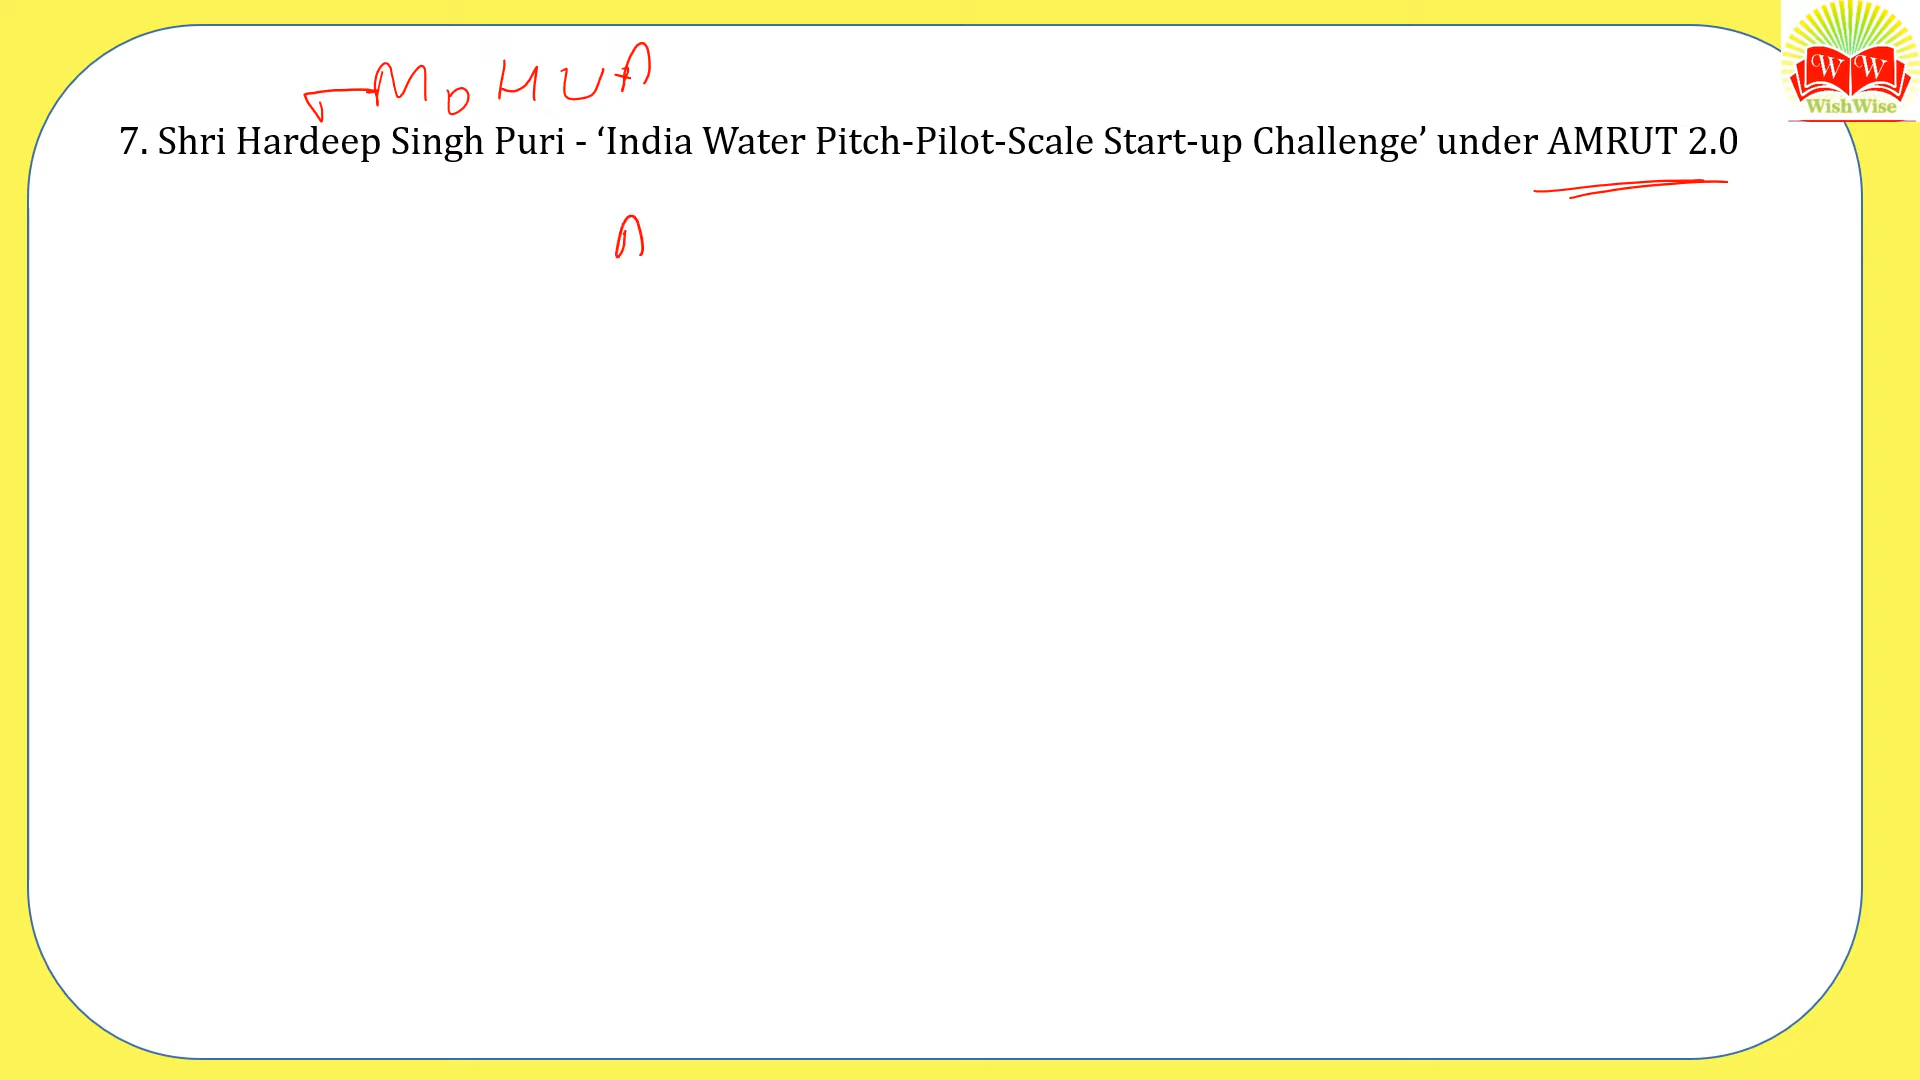 MOHUA
7. Shri Hardeep Singh Puri - ‘India Water Pitch-Pilot-Scale Start-up Challenge’ under AMRUT 2.0
A
W W
WishWise